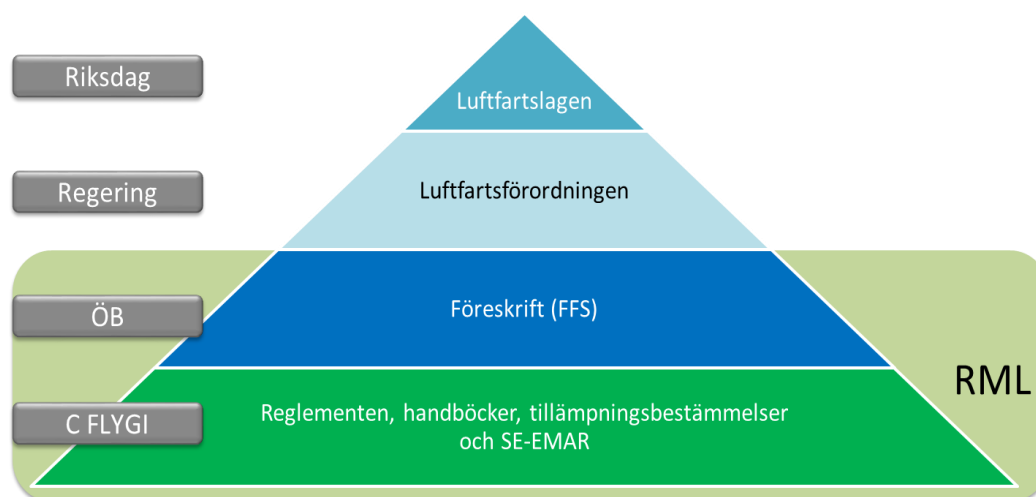 Riksdag
Luftfartslagen
Regering
Luftfartsförordningen
ÖB
Föreskrift (FFS)
RML
C FLYGI
Reglementen, handböcker, tillämpningsbestämmelser
och SE-EMAR